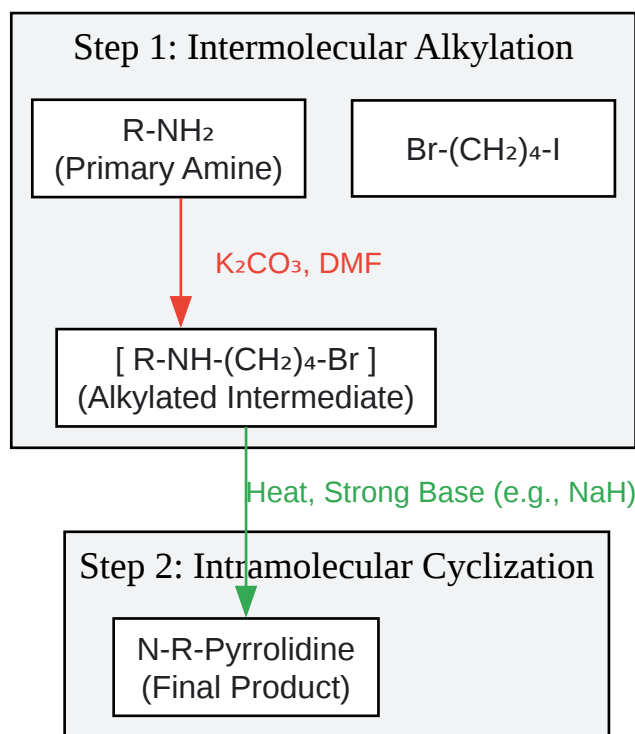 Step 1: Intermolecular Alkylation
R-NH₂
(Primary Amine)
Br-(CH₂)₄-I
K₂CO₃, DMF
[ R-NH-(CH₂)₄-Br ]
(Alkylated Intermediate)
Heat, Strong Base (e.g., NaH)
Step 2: Intramolecular Cyclization
N-R-Pyrrolidine
(Final Product)